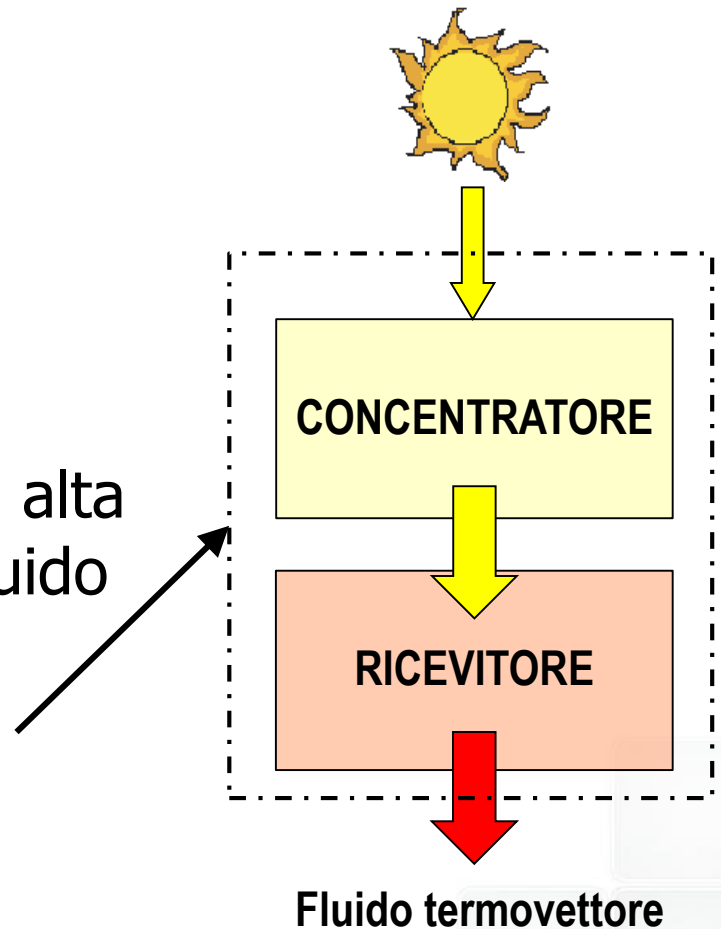 CONCENTRATORE
alta
uido
RICEVITORE
Fluido termovettore